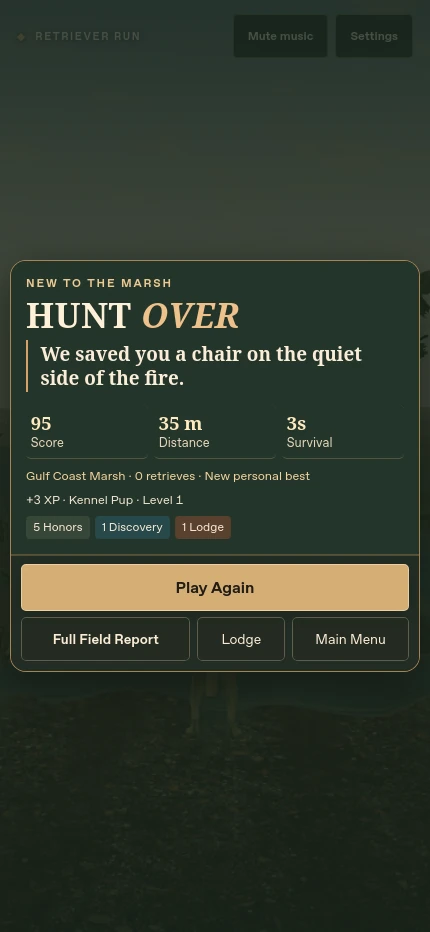 RETRIEVER RUN
Mute music
Settings
NEW TO THE MARSH
HUNT OVER
We saved you a chair on the quiet
side of the fire.
95
Score
35 m
Distance
3s
Survival
Gulf Coast Marsh · 0 retrieves · New personal best
+3 XP · Kennel Pup · Level 1
5 Honors
1 Discovery
1 Lodge
Play Again
Full Field Report
Lodge
Main Menu